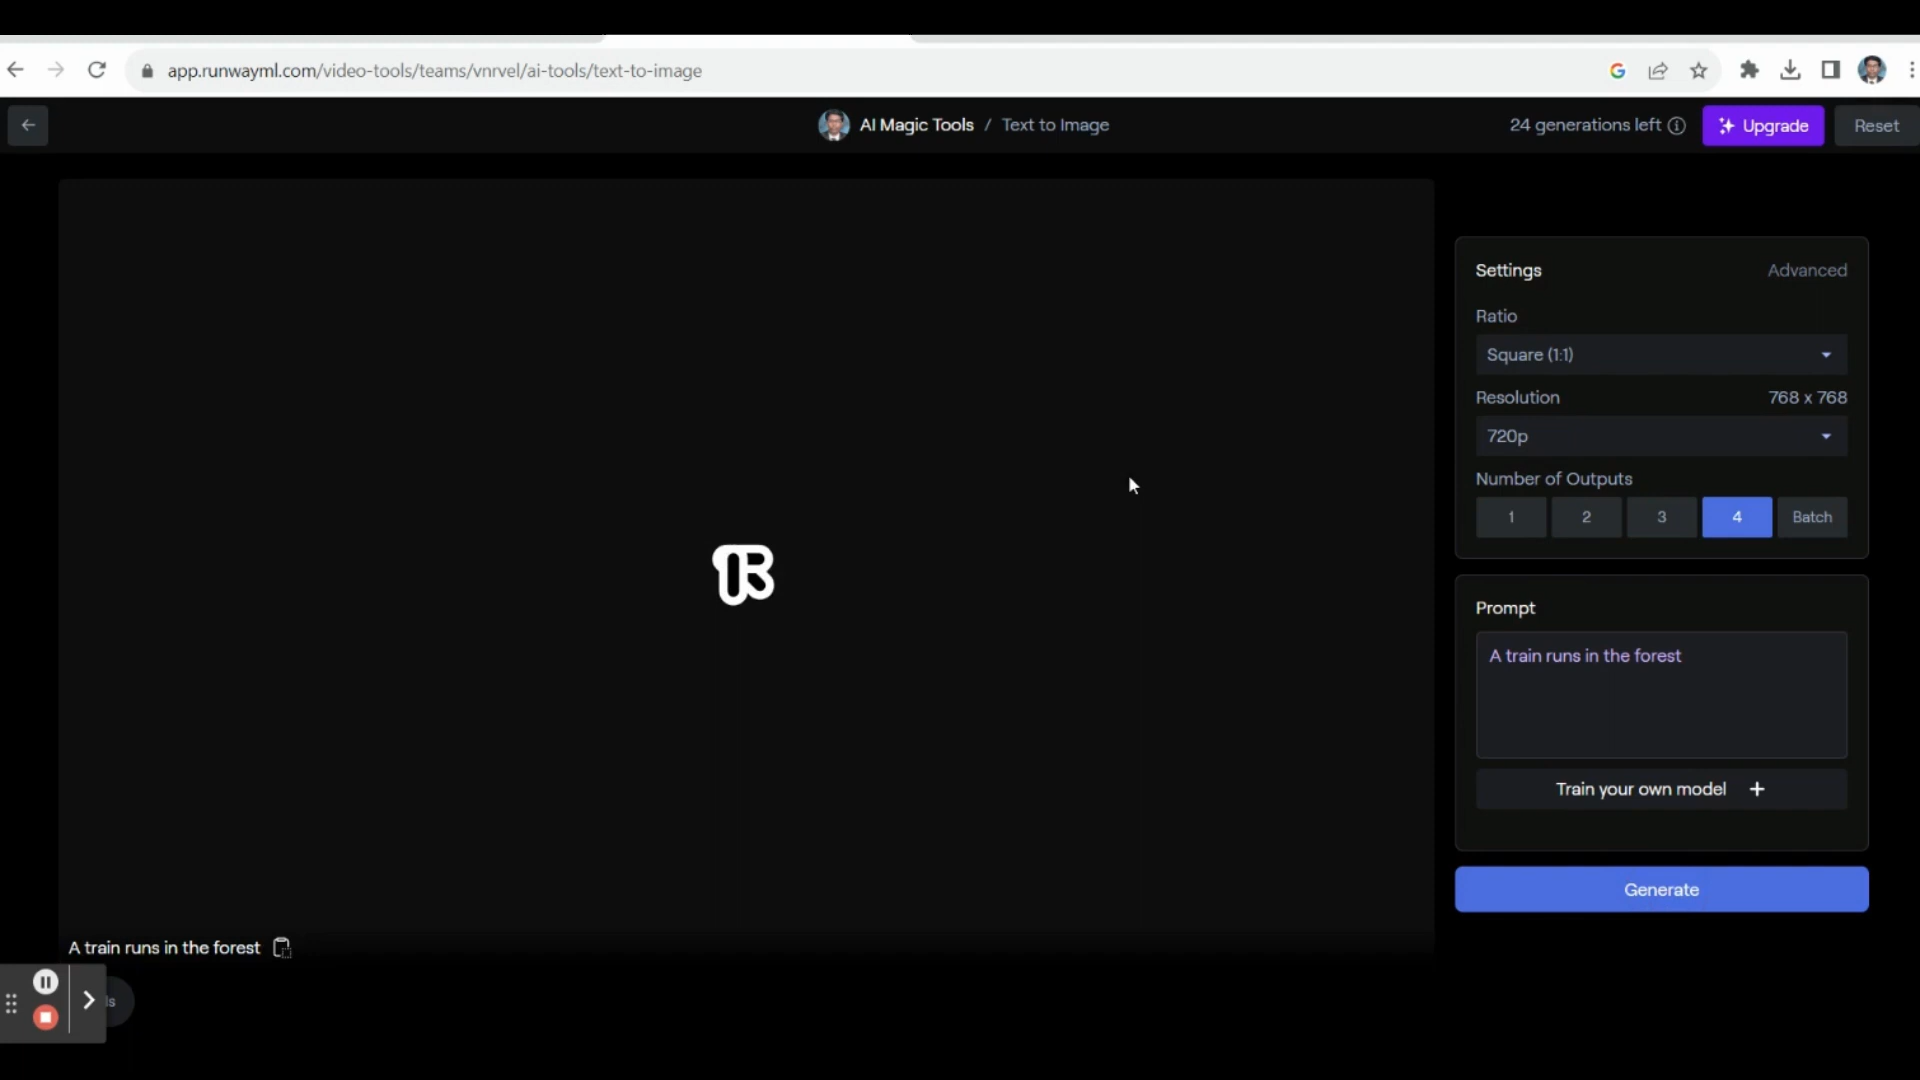 app.runwayml.com/video-tools/teams/vnrvel/ai-tools/text-to-image
AI Magic Tools / Text to Image
24 generations left
Upgrade
Reset
Settings
Advanced
Ratio
Square (1:1)
Resolution
768 x 768
720p
Number of Outputs
1 2 3 4 Batch
Prompt
A train runs in the forest
Train your own model +
Generate
A train runs in the forest
ls